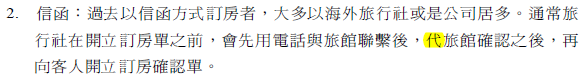 2. 信函：過去以信函方式訂房者，大多以海外旅行社或是公司居多。通常旅
行社在開立訂房單之前，會先用電話與旅館聯繫後，代旅館確認之後，再
向客人開立訂房確認單。